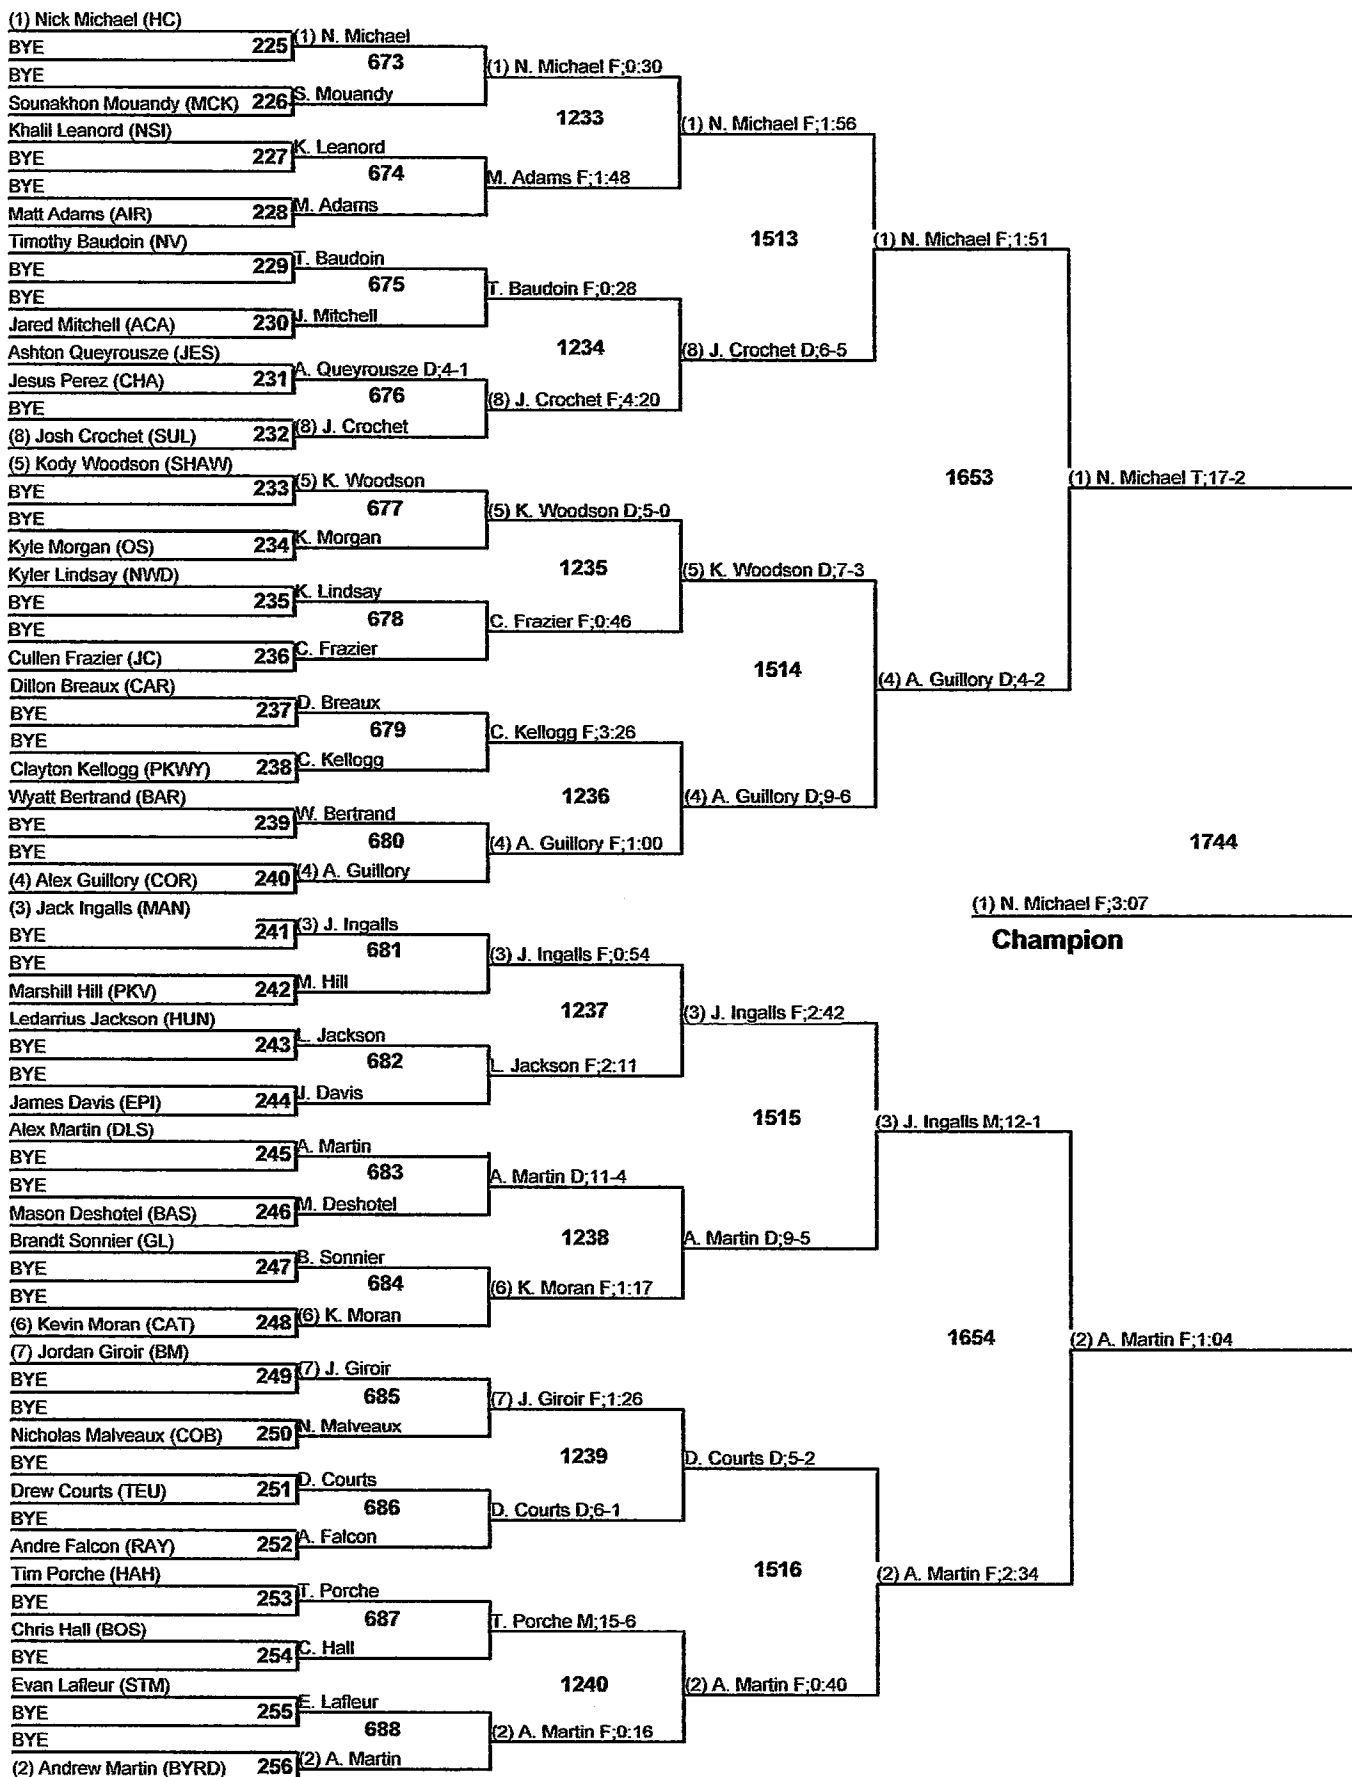 (1) Nick Michael (HC)
BYE 225
BYE
Sounakhon Mouandy (MCK) 226
Khalil Leanord (NSI)
BYE 227
BYE
Matt Adams (AIR) 228
Timothy Baudoin (NV)
BYE 229
BYE
Jared Mitchell (ACA) 230
Ashton Queyrousze (JES)
Jesus Perez (CHA) 231
BYE
(8) Josh Crochet (SUL) 232
(5) Kody Woodson (SHAW)
BYE 233
BYE
Kyle Morgan (OS) 234
Kyler Lindsay (NWD)
BYE 235
BYE
Cullen Frazier (JC) 236
Dillon Breaux (CAR)
BYE 237
BYE
Clayton Kellogg (PKWY) 238
Wyatt Bertrand (BAR)
BYE 239
BYE
(4) Alex Guillory (COR) 240
(3) Jack Ingalls (MAN)
BYE 241
BYE
Marshill Hill (PKV) 242
Ledarrius Jackson (HUN)
BYE 243
BYE
James Davis (EPI) 244
Alex Martin (DLS)
BYE 245
BYE
Mason Deshotel (BAS) 246
Brandt Sonnier (GL)
BYE 247
BYE
(6) Kevin Moran (CAT) 248
(7) Jordan Giroir (BM)
BYE 249
BYE
Nicholas Malveaux (COB) 250
BYE
Drew Courts (TEU) 251
BYE
Andre Falcon (RAY) 252
Tim Porche (HAH)
BYE 253
Chris Hall (BOS)
BYE 254
Evan Lafleur (STM)
BYE 255
BYE
(2) Andrew Martin (BYRD) 256
(1) N. Michael
673
S. Mouandy
K. Leanord
674
M. Adams
T. Baudoin
675
J. Mitchell
A. Queyrousze D;4-1
676
(8) J. Crochet
(5) K. Woodson
677
K. Morgan
K. Lindsay
678
C. Frazier
D. Breaux
679
C. Kellogg
W. Bertrand
680
(4) A. Guillory
(3) J. Ingalls
681
M. Hill
L. Jackson
682
J. Davis
A. Martin
683
M. Deshotel
B. Sonnier
684
(6) K. Moran
(7) J. Giroir
685
N. Malveaux
D. Courts
686
A. Falcon
T. Porche
687
C. Hall
E. Lafleur
688
(2) A. Martin
(1) N. Michael F;0:30
1233
M. Adams F;1:48
T. Baudoin F;0:28
1234
(8) J. Crochet F;4:20
(5) K. Woodson D;5-0
1235
C. Frazier F;0:46
C. Kellogg F;3:26
1236
(4) A. Guillory F;1:00
(3) J. Ingalls F;0:54
1237
L. Jackson F;2:11
A. Martin D;11-4
1238
(6) K. Moran F;1:17
(7) J. Giroir F;1:26
1239
D. Courts D;6-1
T. Porche M;15-6
1240
(2) A. Martin F;0:16
(1) N. Michael F;1:56
1513
(8) J. Crochet D;6-5
(5) K. Woodson D;7-3
1514
(4) A. Guillory D;9-6
(3) J. Ingalls F;2:42
1515
A. Martin D;9-5
D. Courts D;5-2
1516
(2) A. Martin F;0:40
(1) N. Michael F;1:51
1653
(4) A. Guillory D;4-2
(3) J. Ingalls M;12-1
1654
(2) A. Martin F;2:34
(1) N. Michael T;17-2
1744
(2) A. Martin F;1:04
(1) N. Michael F;3:07
Champion